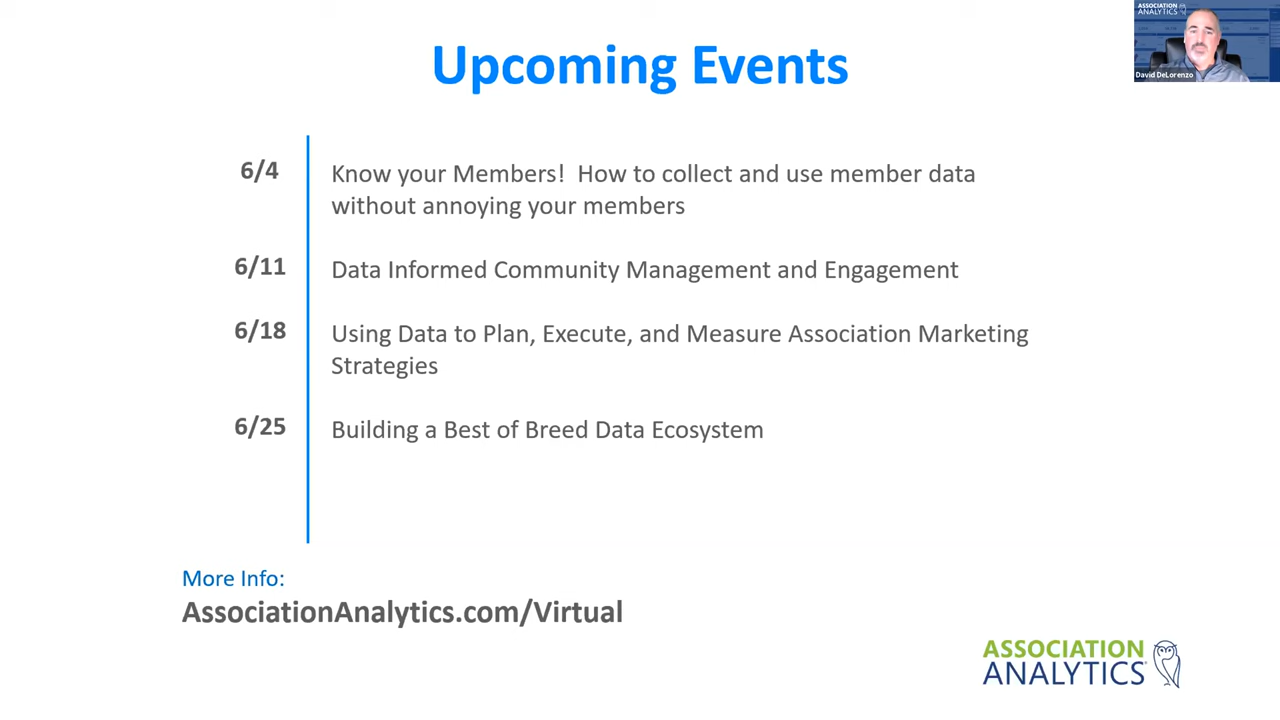 Upcoming Events
ASSOCIATION
ANALYTICS
David DeLorenzo
6/4
Know your Members!  How to collect and use member data
without annoying your members
6/11
Data Informed Community Management and Engagement
6/18
Using Data to Plan, Execute, and Measure Association Marketing
Strategies
6/25
Building a Best of Breed Data Ecosystem
More Info:
AssociationAnalytics.com/Virtual
ASSOCIATION
ANALYTICS